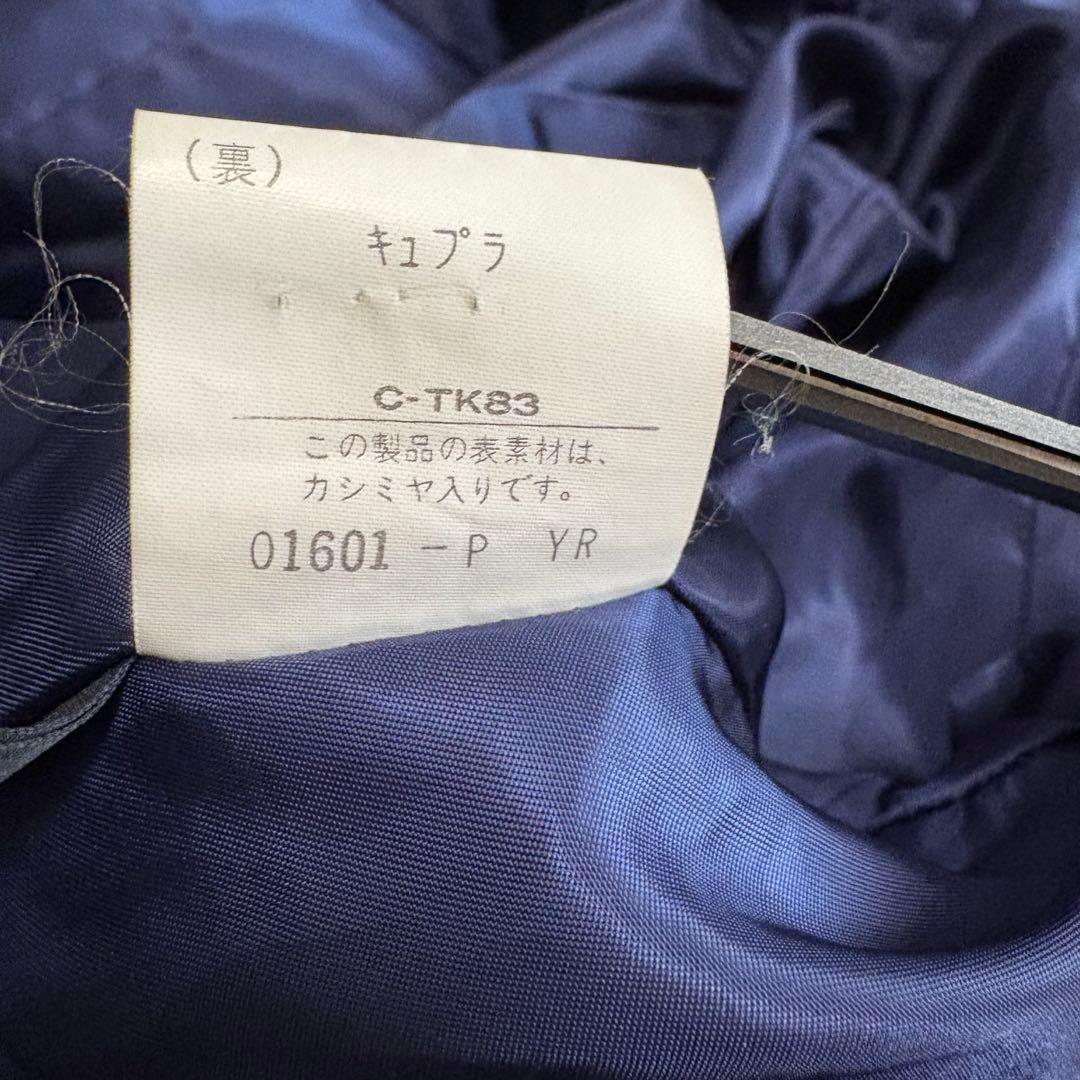 (裏)
キュプラ
C-TK83
この製品の表素材は、
カシミヤ入りです。
01601 -P YR